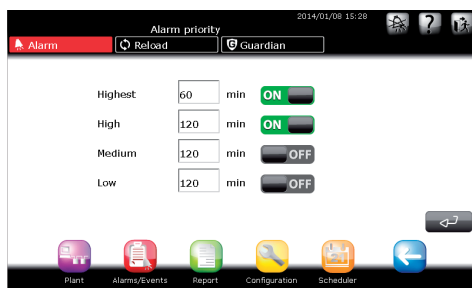 2014/01/08 15:28
Alarm priority
?
Alarm Reload Guardian
Highest 60 min ON
High 120 min ON
Medium 120 min OFF
Low 120 min OFF
Plant Alarms/Events Report Configuration Scheduler